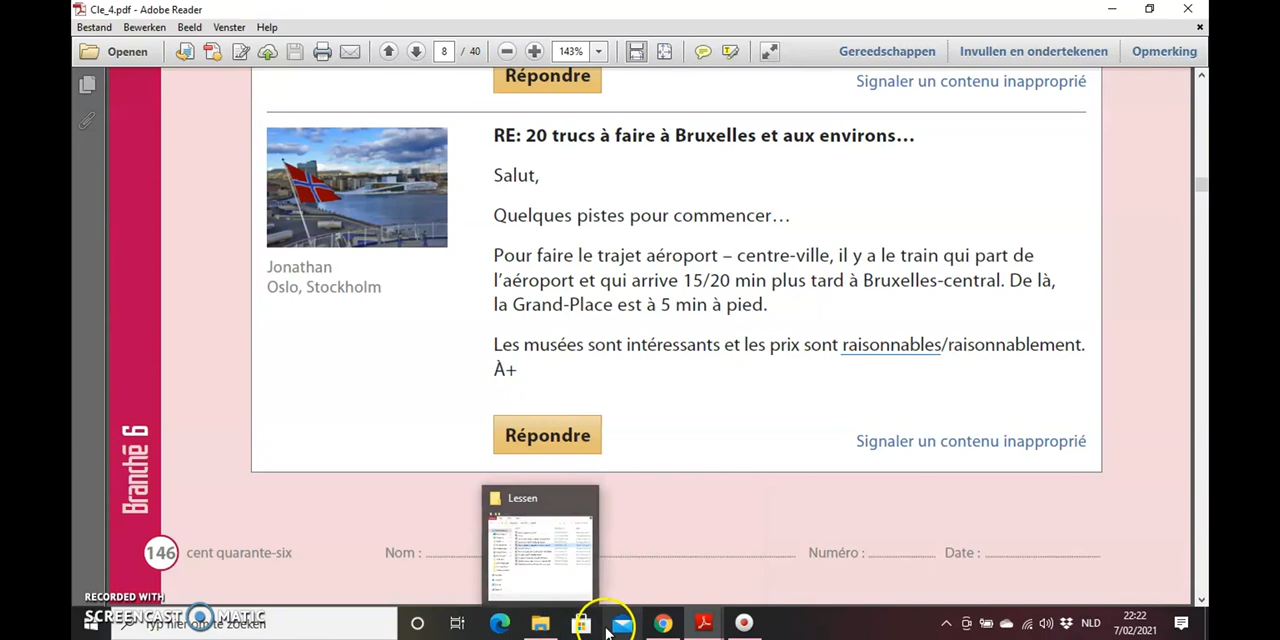 Cle_4.pdf - Adobe Reader
Bestand Bewerken Beeld Venster Help
Openen 8 / 40 143% Gereedschappen Invullen en ondertekenen Opmerking
Répondre
Signaler un contenu inapproprié
RE: 20 trucs à faire à Bruxelles et aux environs…
Salut,
Quelques pistes pour commencer…
Pour faire le trajet aéroport – centre-ville, il y a le train qui part de
l’aéroport et qui arrive 15/20 min plus tard à Bruxelles-central. De là,
la Grand-Place est à 5 min à pied.
Les musées sont intéressants et les prix sont raisonnables/raisonnablement.
À+
Jonathan
Oslo, Stockholm
Répondre
Signaler un contenu inapproprié
Branché 6
146 cent quarante-six Nom : Numéro : Date :
Lessen
RECORDED WITH
SCREENCAST MATIC
Typ hier om te zoeken
NLD
22:22
7/02/2021